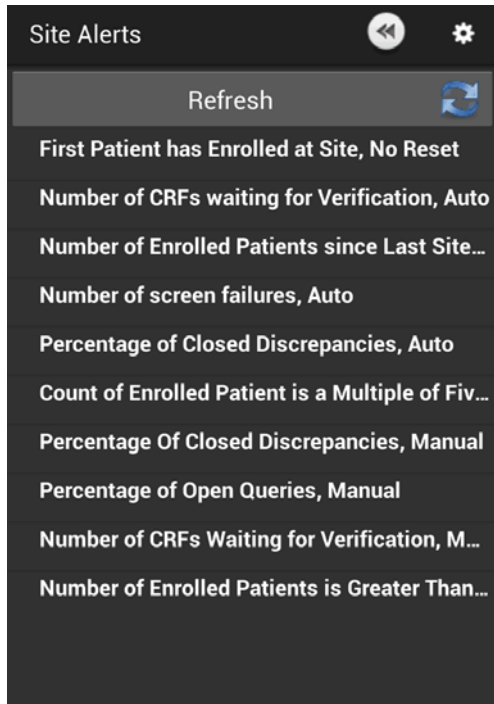 Site Alerts
Refresh
First Patient has Enrolled at Site, No Reset
Number of CRFs waiting for Verification, Auto
Number of Enrolled Patients since Last Site...
Number of screen failures, Auto
Percentage of Closed Discrepancies, Auto
Count of Enrolled Patient is a Multiple of Fiv...
Percentage Of Closed Discrepancies, Manual
Percentage of Open Queries, Manual
Number of CRFs Waiting for Verification, M...
Number of Enrolled Patients is Greater Than...